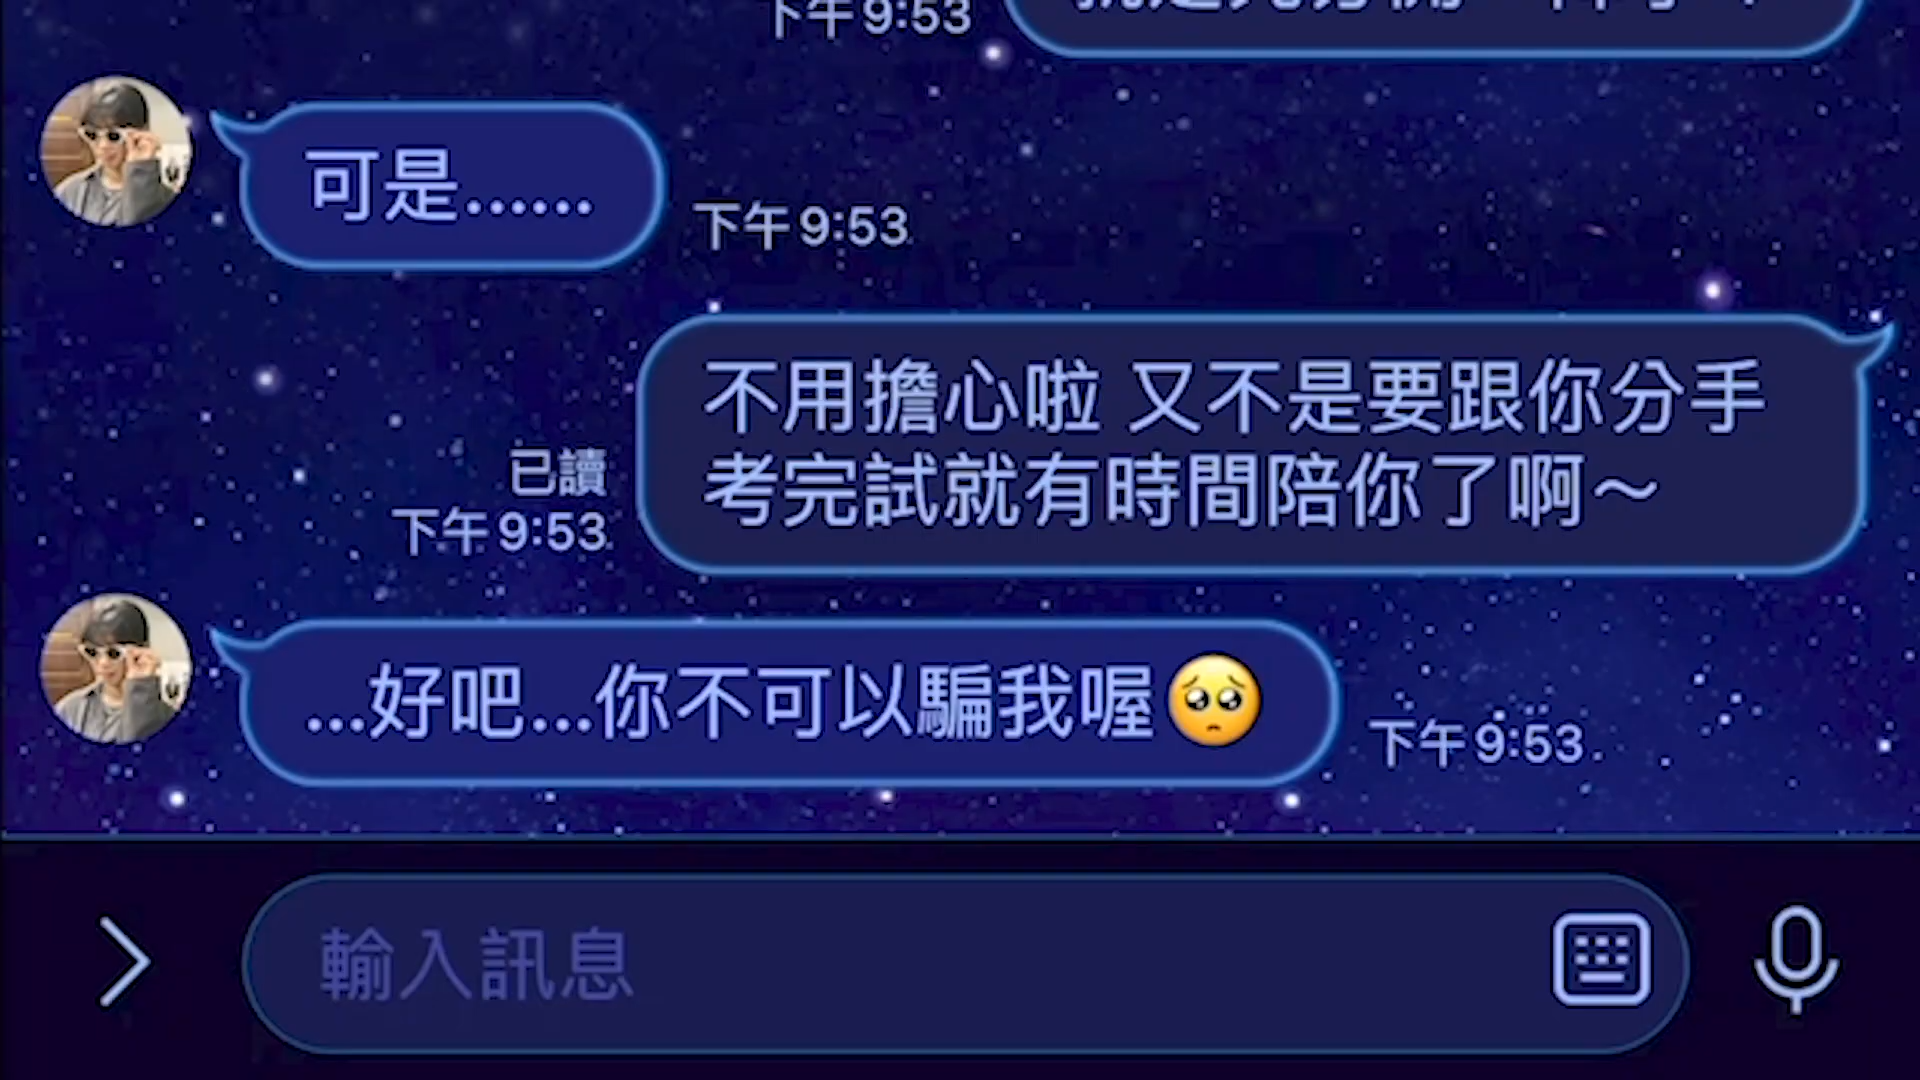 下午9:53
可是......
下午9:53
不用擔心啦 又不是要跟你分手
考完試就有時間陪你了啊～
已讀
下午9:53
...好吧...你不可以騙我喔🥺
下午9:53
輸入訊息